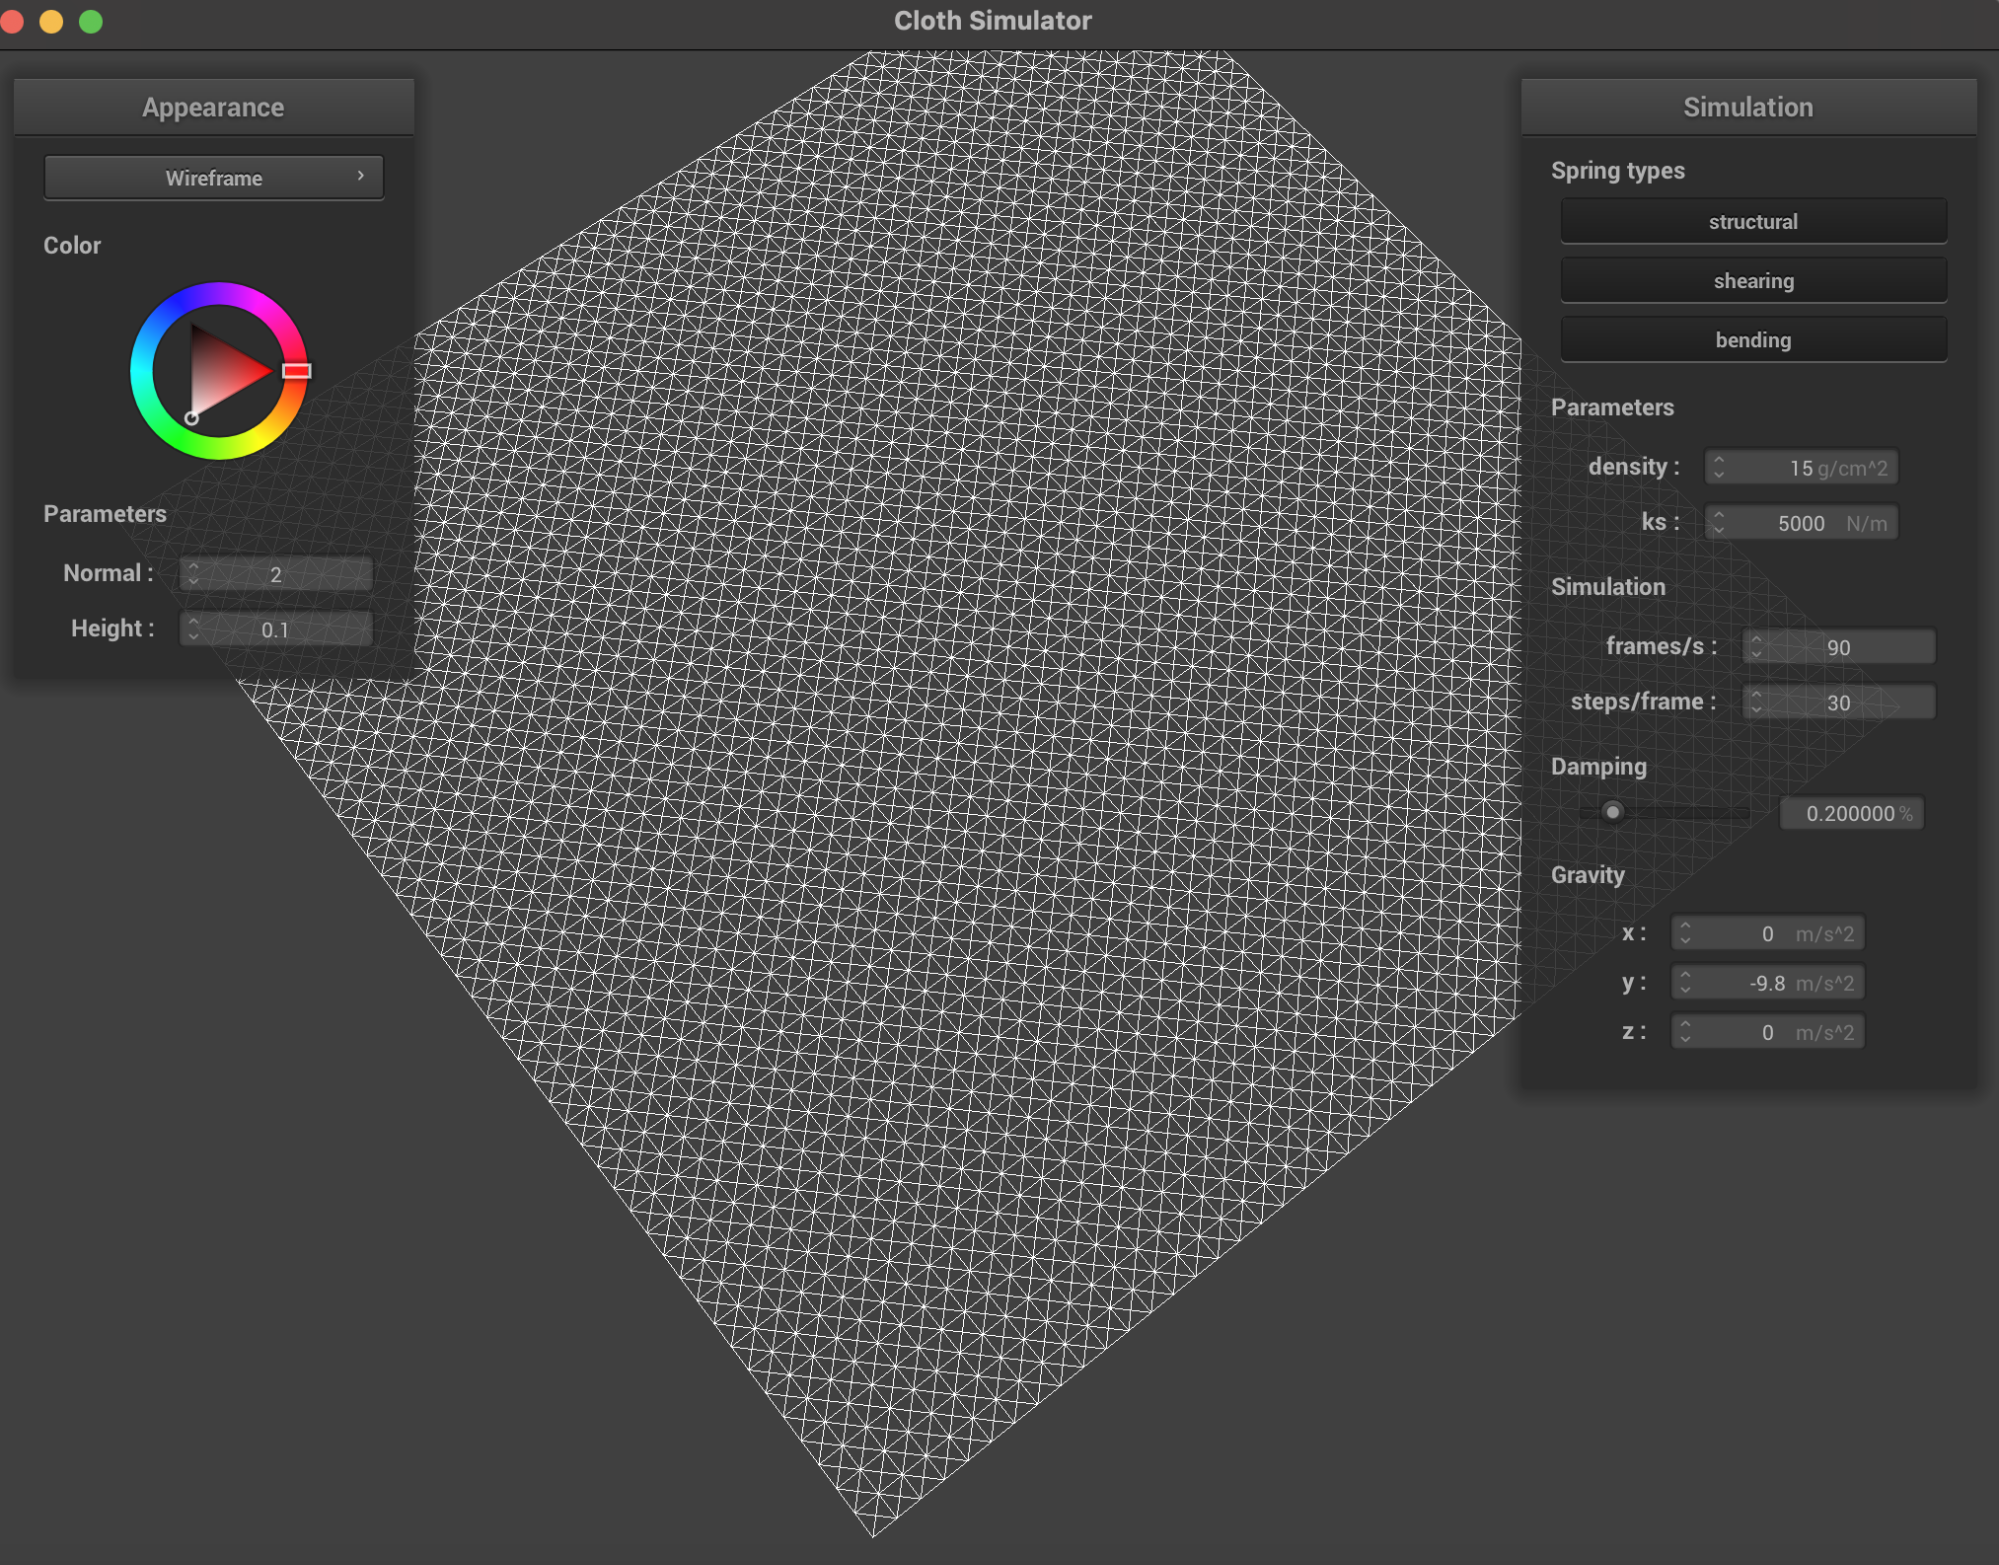 Cloth Simulator
Appearance
Wireframe
Color
Parameters
Normal : 2
Height : 0.1
Simulation
Spring types
structural
shearing
bending
Parameters
density : 15 g/cm^2
ks : 5000 N/m
Simulation
frames/s : 90
steps/frame : 30
Damping
0.200000 %
Gravity
x : 0 m/s^2
y : -9.8 m/s^2
z : 0 m/s^2